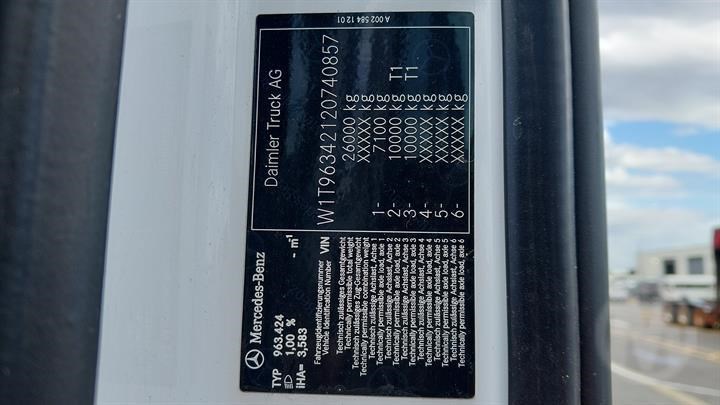 A 002 584 12 01
Mercedes-Benz Daimler Truck AG
TYP 963.424
1,00 % - m⁻¹
iHA= 3,583
Fahrzeugidentifizierungsnummer
Vehicle Identification Number VIN W1T96342120740857
Technisch zulässiges Gesamtgewicht
Technically permissible total weight 26000 kg
Technisch zulässiges Zug-Gesamtgewicht
Technically permissible combination weight XXXXX kg
Technisch zulässige Achslast, Achse 1
Technically permissible axle load, axle 1 1- 7100 kg
Technisch zulässige Achslast, Achse 2
Technically permissible axle load, axle 2 2- 10000 kg T1
Technisch zulässige Achslast, Achse 3
Technically permissible axle load, axle 3 3- 10000 kg T1
Technisch zulässige Achslast, Achse 4
Technically permissible axle load, axle 4 4- XXXXX kg
Technisch zulässige Achslast, Achse 5
Technically permissible axle load, axle 5 5- XXXXX kg
Technisch zulässige Achslast, Achse 6
Technically permissible axle load, axle 6 6- XXXXX kg